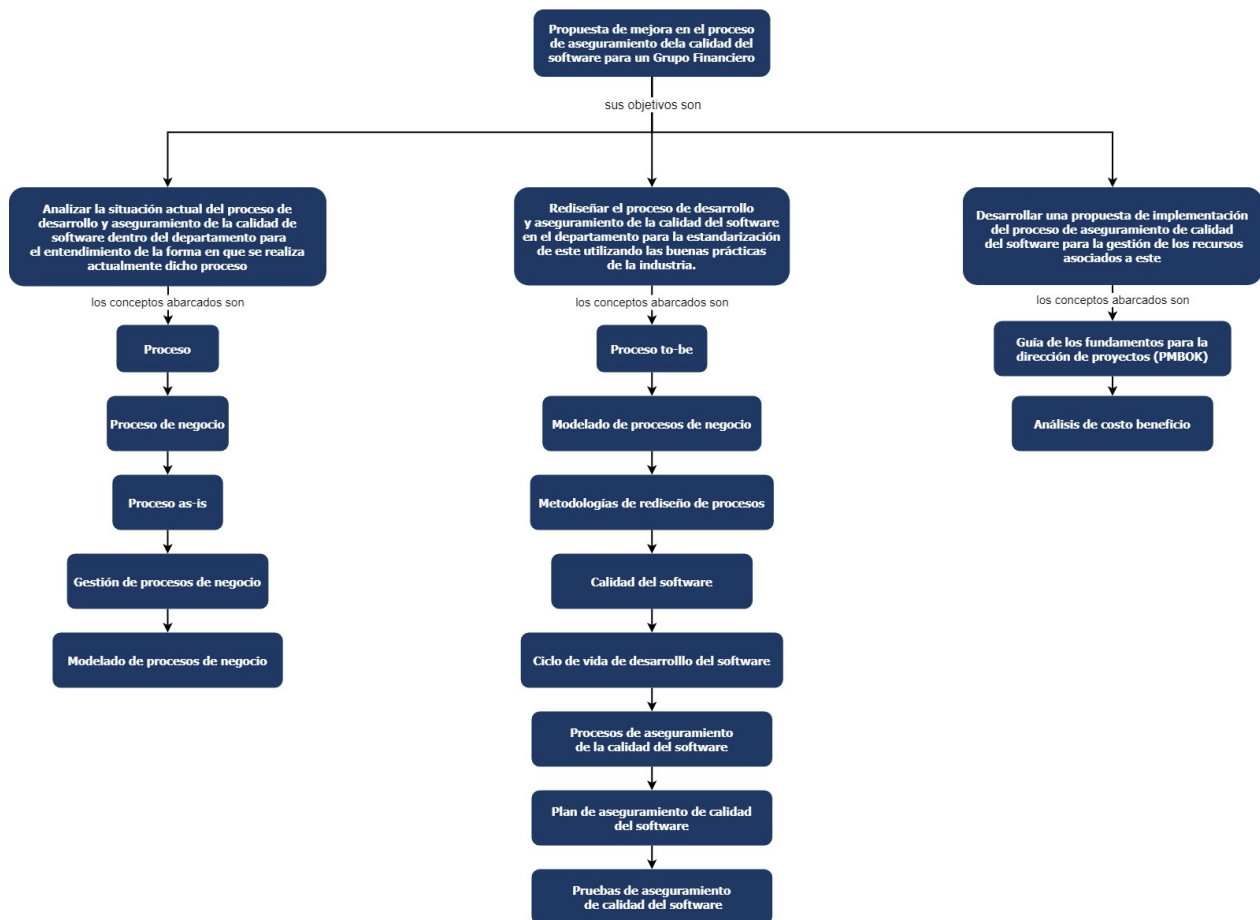 Propuesta de mejora en el proceso
de aseguramiento dela calidad del
software para un Grupo Financiero
sus objetivos son
Analizar la situación actual del proceso de
desarrollo y aseguramiento de la calidad de
software dentro del departamento para
el entendimiento de la forma en que se realiza
actualmente dicho proceso
los conceptos abarcados son
Proceso
Proceso de negocio
Proceso as-is
Gestión de procesos de negocio
Modelado de procesos de negocio
Rediseñar el proceso de desarrollo
y aseguramiento de la calidad del software
en el departamento para la estandarización
de este utilizando las buenas prácticas
de la industria.
los conceptos abarcados son
Proceso to-be
Modelado de procesos de negocio
Metodologías de rediseño de procesos
Calidad del software
Ciclo de vida de desarrolllo del software
Procesos de aseguramiento
de la calidad del software
Plan de aseguramiento de calidad
del software
Pruebas de aseguramiento
de calidad del software
Desarrollar una propuesta de implementación
del proceso de aseguramiento de calidad
del software para la gestión de los recursos
asociados a este
los conceptos abarcados son
Guía de los fundamentos para la
dirección de proyectos (PMBOK)
Análisis de costo beneficio